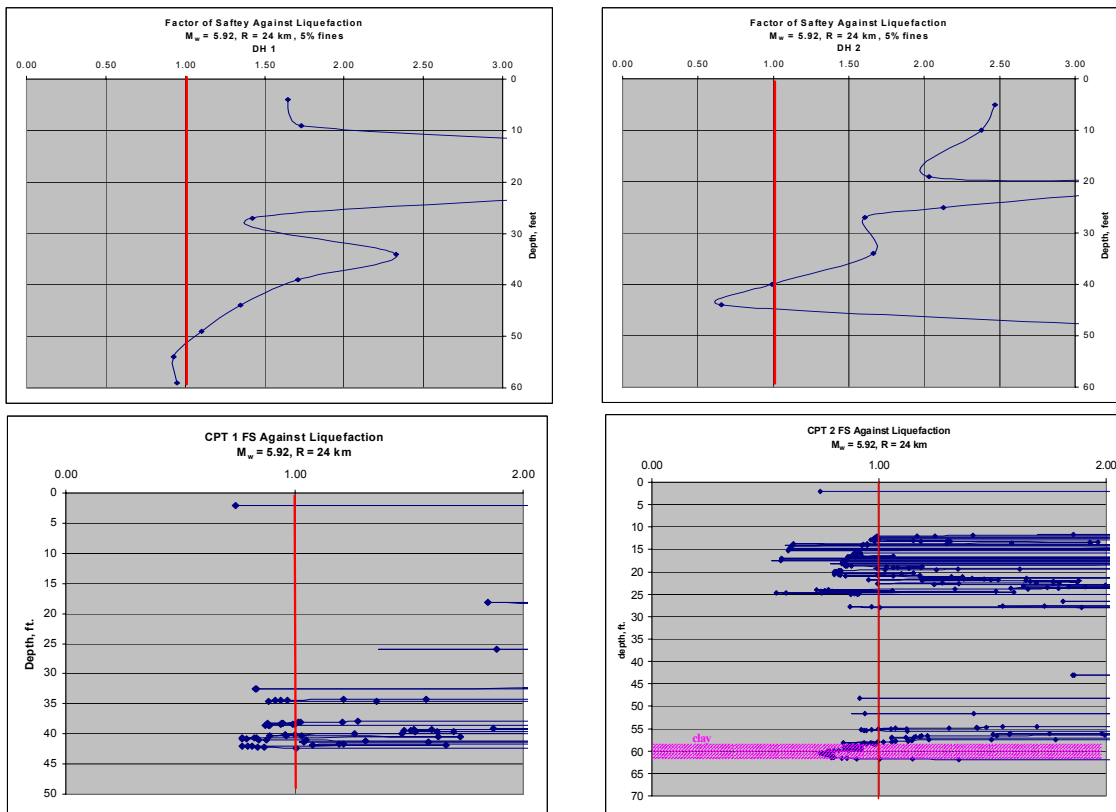 Factor of Saftey Against Liquefaction
Mw = 5.92, R = 24 km, 5% fines
DH 1
0.00 0.50 1.00 1.50 2.00 2.50 3.00
0
10
20
30
40
50
60
Depth, feet
Factor of Saftey Against Liquefaction
Mw = 5.92, R = 24 km, 5% fines
DH 2
0.00 0.50 1.00 1.50 2.00 2.50 3.00
0
10
20
30
40
50
60
Depth, feet
CPT 1 FS Against Liquefaction
Mw = 5.92, R = 24 km
0.00 1.00 2.00
0
5
10
15
20
25
30
35
40
45
50
Depth, ft.
CPT 2 FS Against Liquefaction
Mw = 5.92, R = 24 km
0.00 1.00 2.00
0
5
10
15
20
25
30
35
40
45
50
55
60
65
70
depth, ft.
clay